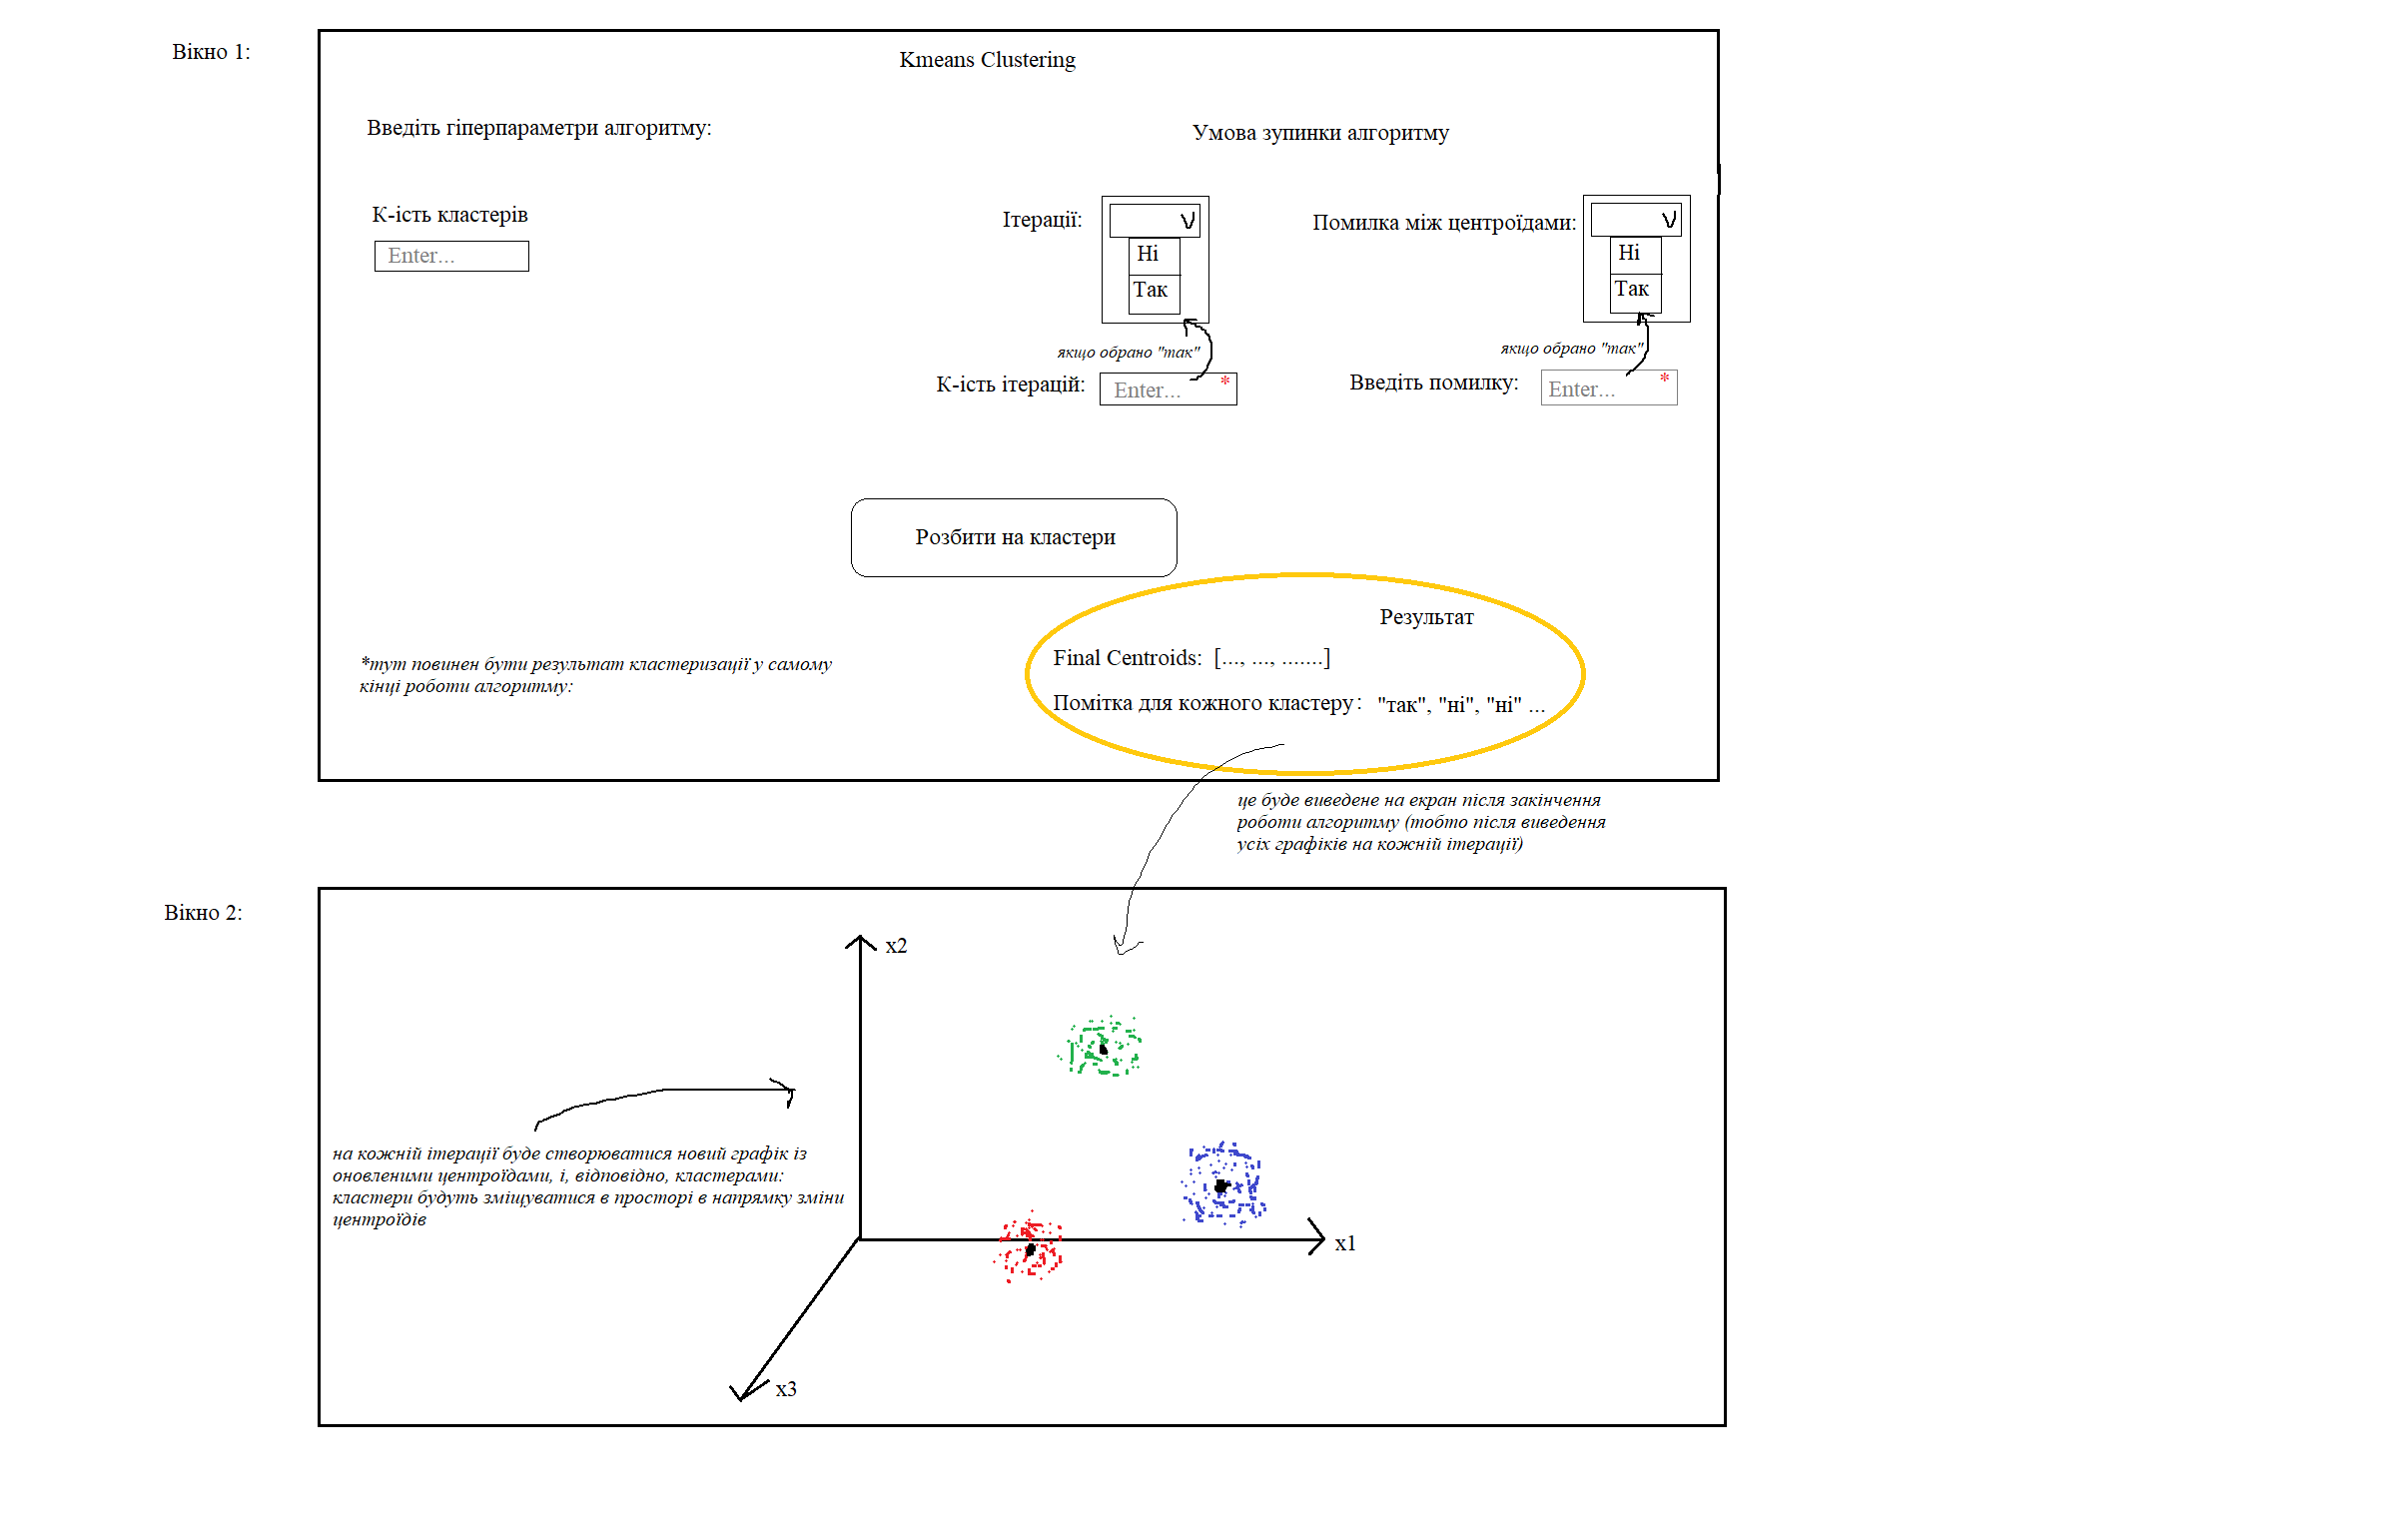 Вікно 1:
Kmeans Clustering
Введіть гіперпараметри алгоритму:
Умова зупинки алгоритму
К-ість кластерів
Enter...
Ітерації:
Ні
Так
Помилка між центроїдами:
Ні
Так
якщо обрано "так"
якщо обрано "так"
К-ість ітерацій:
Enter... *
Введіть помилку:
Enter... *
Розбити на кластери
Результат
*тут повинен бути результат кластеризації у самому
кінці роботи алгоритму:
Final Centroids: [..., ..., .......]
Помітка для кожного кластеру: "так", "ні", "ні" ...
це буде виведене на екран після закінчення
роботи алгоритму (тобто після виведення
усіх графіків на кожній ітерації)
Вікно 2:
x2
на кожній ітерації буде створюватися новий графік із
оновленими центроїдами, і, відповідно, кластерами:
кластери будуть зміщуватися в просторі в напрямку зміни
центроїдів
x1
x3